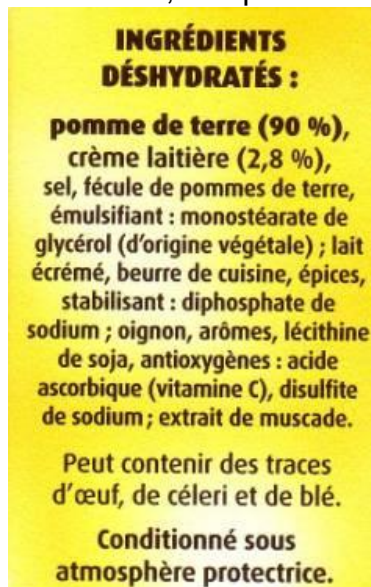 INGRÉDIENTS
DÉSHYDRATÉS :
pomme de terre (90 %),
crème laitière (2,8 %),
sel, fécule de pommes de terre,
émulsifiant : monostéarate de
glycérol (d'origine végétale) ; lait
écrémé, beurre de cuisine, épices,
stabilisant : diphosphate de
sodium ; oignon, arômes, lécithine
de soja, antioxygènes : acide
ascorbique (vitamine C), disulfite
de sodium ; extrait de muscade.
Peut contenir des traces
d'œuf, de céleri et de blé.
Conditionné sous
atmosphère protectrice.